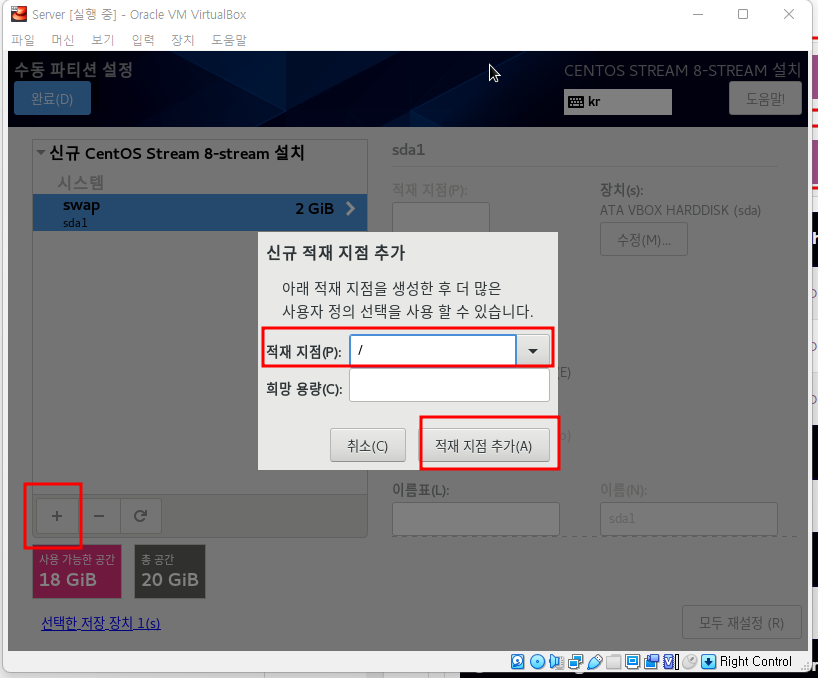 Server [실행 중] - Oracle VM VirtualBox
파일 머신 보기 입력 장치 도움말
수동 파티션 설정
CENTOS STREAM 8-STREAM 설치
완료(D)
kr
도움말!
신규 CentOS Stream 8-stream 설치
시스템
swap
2 GiB
sda1
sda1
적재 지점(P):
장치(s):
ATA VBOX HARDDISK (sda)
수정(M)...
신규 적재 지점 추가
아래 적재 지점을 생성한 후 더 많은
사용자 정의 선택을 사용 할 수 있습니다.
적재 지점(P): /
희망 용량(C):
취소(C)
적재 지점 추가(A)
(E)
이름표(L):
이름(N):
sda1
+ −
사용 가능한 공간
18 GiB
총 공간
20 GiB
선택한 저장 장치 1(s)
모두 재설정 (R)
Right Control